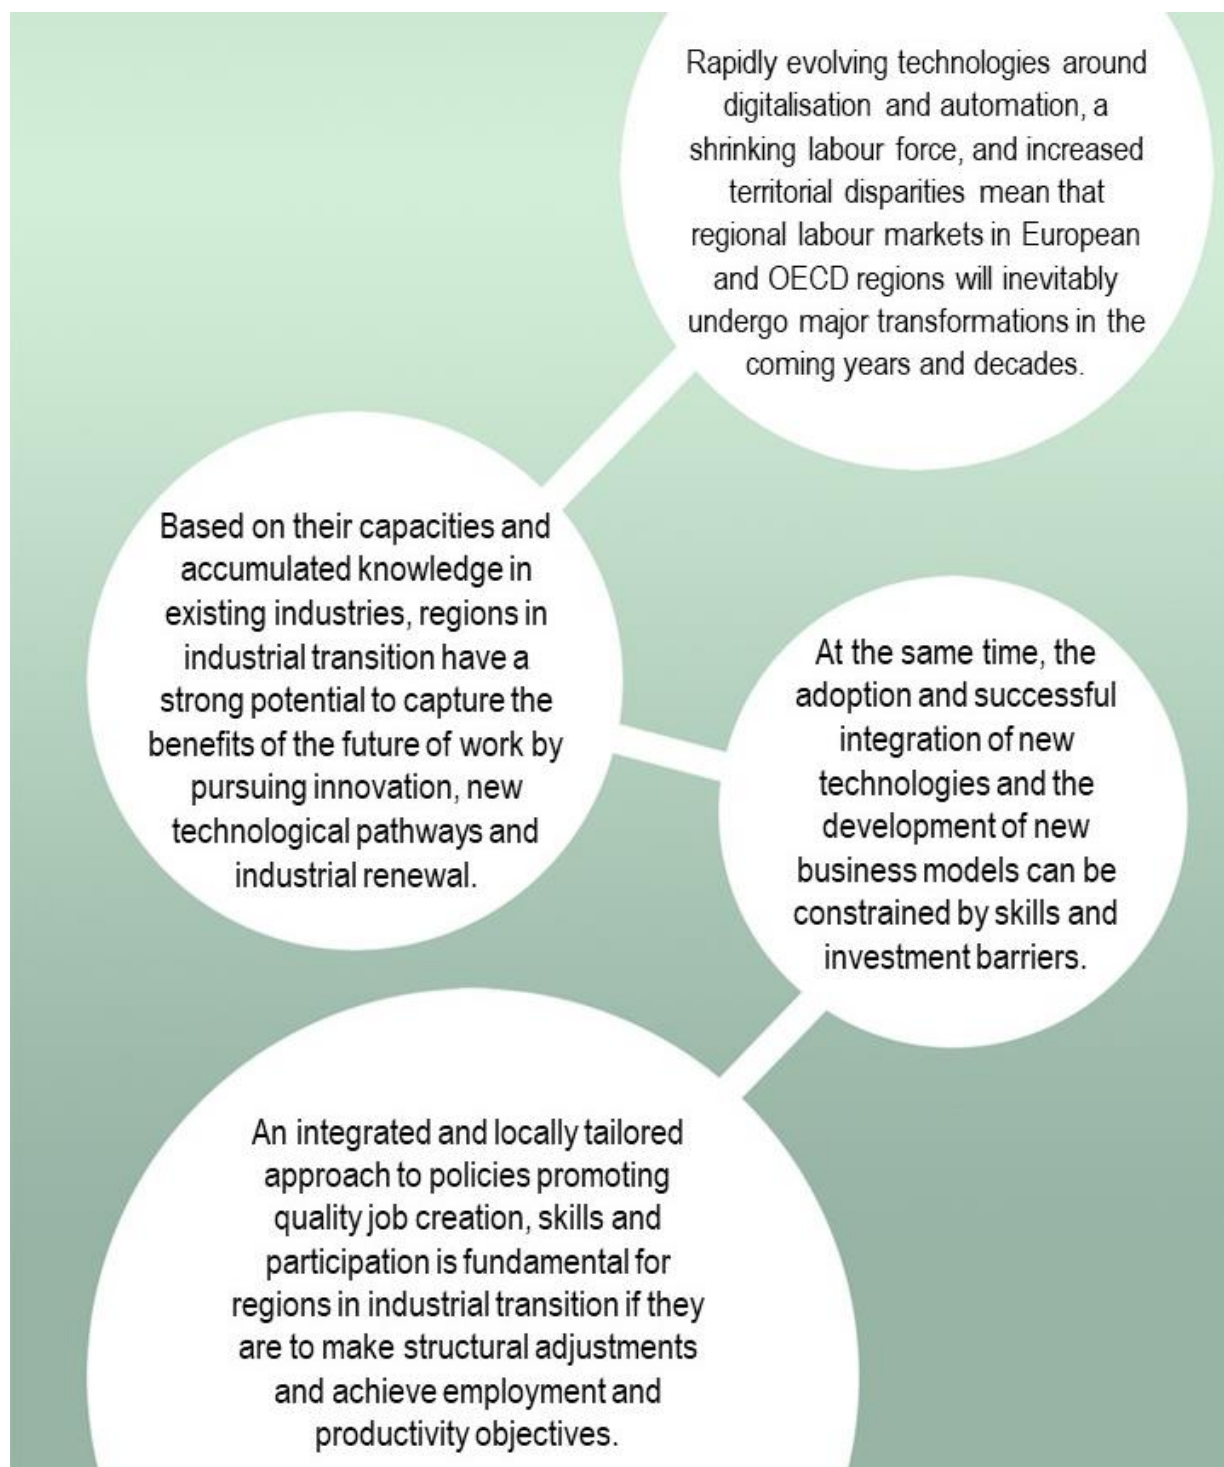 Rapidly evolving technologies around
digitalisation and automation, a
shrinking labour force, and increased
territorial disparities mean that
regional labour markets in European
and OECD regions will inevitably
undergo major transformations in the
coming years and decades.
Based on their capacities and
accumulated knowledge in
existing industries, regions in
industrial transition have a
strong potential to capture the
benefits of the future of work by
pursuing innovation, new
technological pathways and
industrial renewal.
At the same time, the
adoption and successful
integration of new
technologies and the
development of new
business models can be
constrained by skills and
investment barriers.
An integrated and locally tailored
approach to policies promoting
quality job creation, skills and
participation is fundamental for
regions in industrial transition if they
are to make structural adjustments
and achieve employment and
productivity objectives.